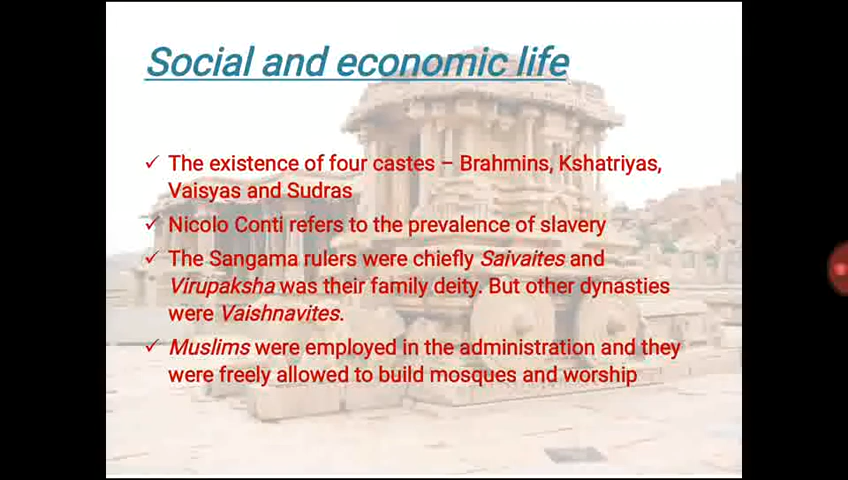 Social and economic life
✓ The existence of four castes – Brahmins, Kshatriyas,
Vaisyas and Sudras
✓ Nicolo Conti refers to the prevalence of slavery
✓ The Sangama rulers were chiefly Saivaites and
Virupaksha was their family deity. But other dynasties
were Vaishnavites.
✓ Muslims were employed in the administration and they
were freely allowed to build mosques and worship